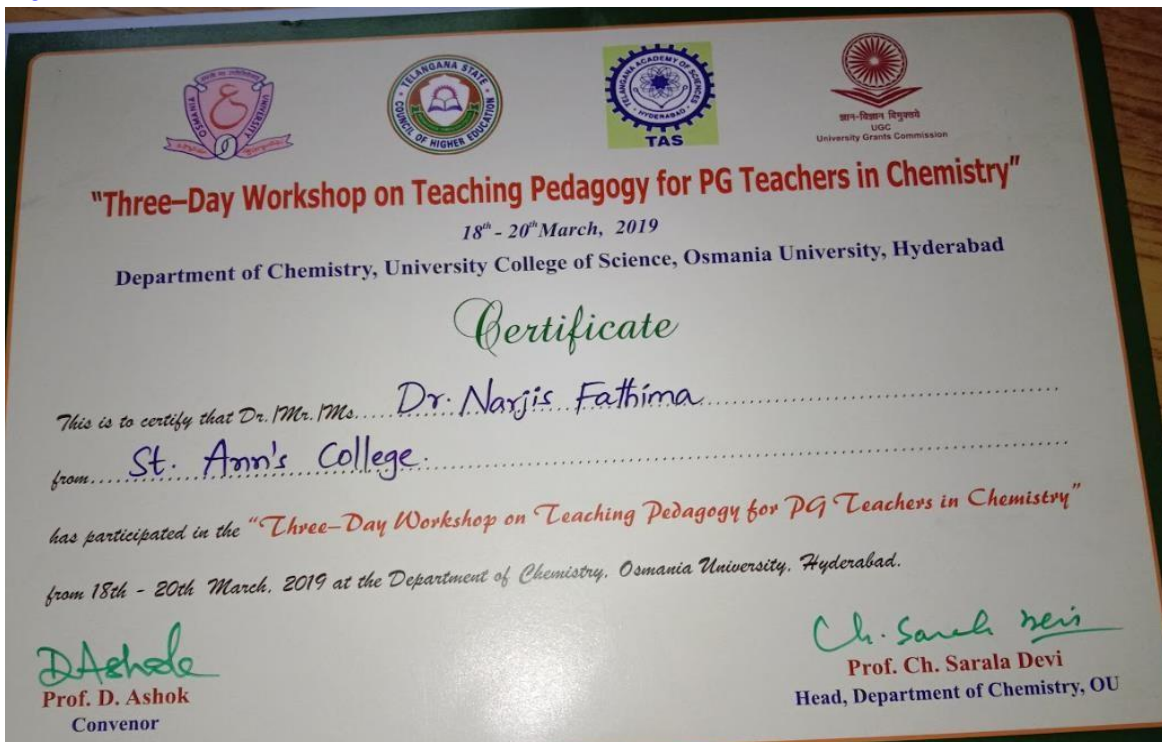 TELANGANA STATE
COUNCIL OF HIGHER EDUCATION
TELANGANA ACADEMY OF SCIENCES
HYDERABAD
TAS
ज्ञान-विज्ञान विमुक्तये
UGC
University Grants Commission
"Three–Day Workshop on Teaching Pedagogy for PG Teachers in Chemistry"
18th - 20th March, 2019
Department of Chemistry, University College of Science, Osmania University, Hyderabad
Certificate
This is to certify that Dr. /Mr. /Ms..... Dr. Narjis Fathima
from..... St. Ann's College.
has participated in the "Three–Day Workshop on Teaching Pedagogy for PG Teachers in Chemistry"
from 18th - 20th March, 2019 at the Department of Chemistry, Osmania University, Hyderabad.
D Ashok
Prof. D. Ashok
Convenor
Ch. Sarala Devi
Prof. Ch. Sarala Devi
Head, Department of Chemistry, OU